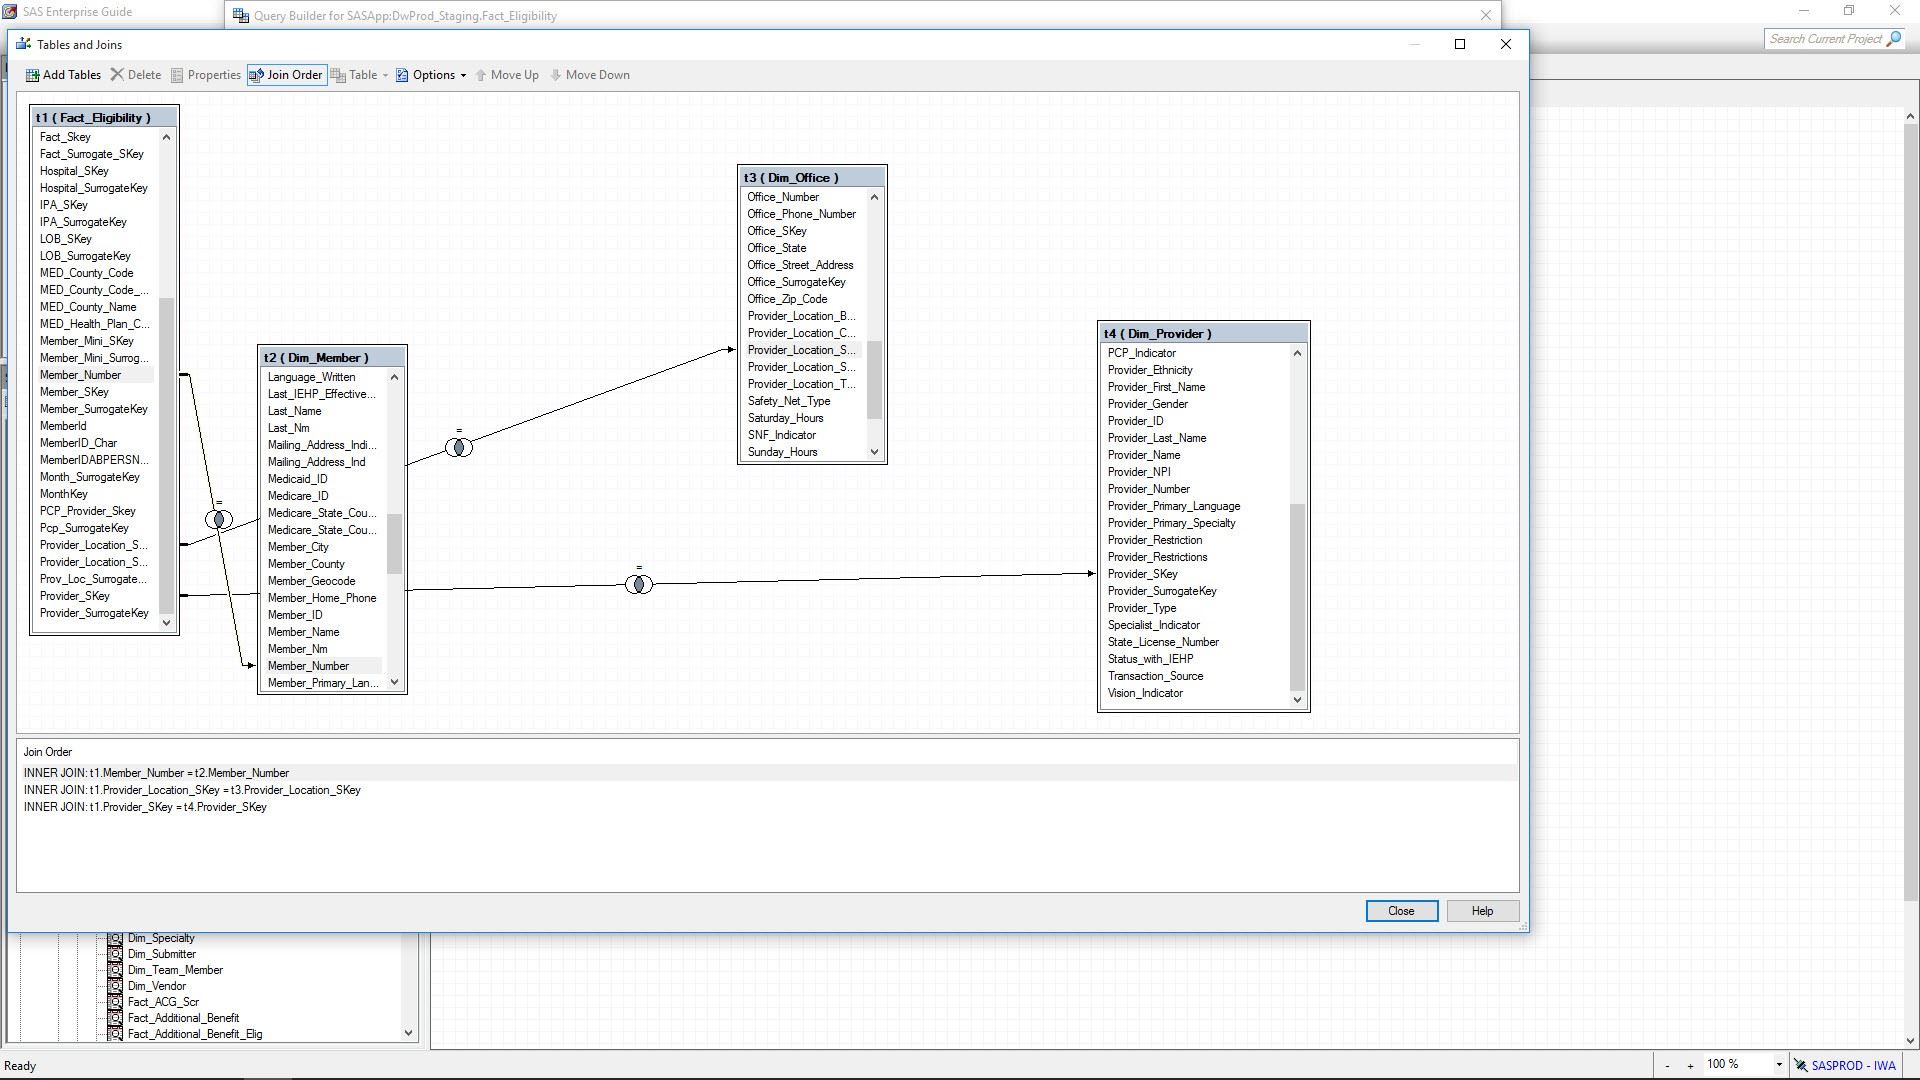 SAS Enterprise Guide
Query Builder for SASApp:DwProd_Staging.Fact_Eligibility
Search Current Project
Tables and Joins
Add Tables Delete Properties Join Order Table Options Move Up Move Down
t1 ( Fact_Eligibility )
Fact_Skey
Fact_Surrogate_SKey
Hospital_SKey
Hospital_SurrogateKey
IPA_SKey
IPA_SurrogateKey
LOB_SKey
LOB_SurrogateKey
MED_County_Code
MED_County_Code_...
MED_County_Name
MED_Health_Plan_C...
Member_Mini_SKey
Member_Mini_Surrog...
Member_Number
Member_SKey
Member_SurrogateKey
MemberId
MemberID_Char
MemberIDABPERSN...
Month_SurrogateKey
MonthKey
PCP_Provider_Skey
Pcp_SurrogateKey
Provider_Location_S...
Provider_Location_S...
Prov_Loc_Surrogate...
Provider_SKey
Provider_SurrogateKey
=
t2 ( Dim_Member )
Language_Written
Last_IEHP_Effective...
Last_Name
Last_Nm
Mailing_Address_Indi...
Mailing_Address_Ind
Medicaid_ID
Medicare_ID
Medicare_State_Cou...
Medicare_State_Cou...
Member_City
Member_County
Member_Geocode
Member_Home_Phone
Member_ID
Member_Name
Member_Nm
Member_Number
Member_Primary_Lan...
=
=
t3 ( Dim_Office )
Office_Number
Office_Phone_Number
Office_SKey
Office_State
Office_Street_Address
Office_SurrogateKey
Office_Zip_Code
Provider_Location_B...
Provider_Location_C...
Provider_Location_S...
Provider_Location_S...
Provider_Location_T...
Safety_Net_Type
Saturday_Hours
SNF_Indicator
Sunday_Hours
t4 ( Dim_Provider )
PCP_Indicator
Provider_Ethnicity
Provider_First_Name
Provider_Gender
Provider_ID
Provider_Last_Name
Provider_Name
Provider_NPI
Provider_Number
Provider_Primary_Language
Provider_Primary_Specialty
Provider_Restriction
Provider_Restrictions
Provider_SKey
Provider_SurrogateKey
Provider_Type
Specialist_Indicator
State_License_Number
Status_with_IEHP
Transaction_Source
Vision_Indicator
Join Order
INNER JOIN: t1.Member_Number = t2.Member_Number
INNER JOIN: t1.Provider_Location_SKey = t3.Provider_Location_SKey
INNER JOIN: t1.Provider_SKey = t4.Provider_SKey
Close Help
Dim_Specialty
Dim_Submitter
Dim_Team_Member
Dim_Vendor
Fact_ACG_Scr
Fact_Additional_Benefit
Fact_Additional_Benefit_Elig
Ready
- + 100 % SASPROD - IWA